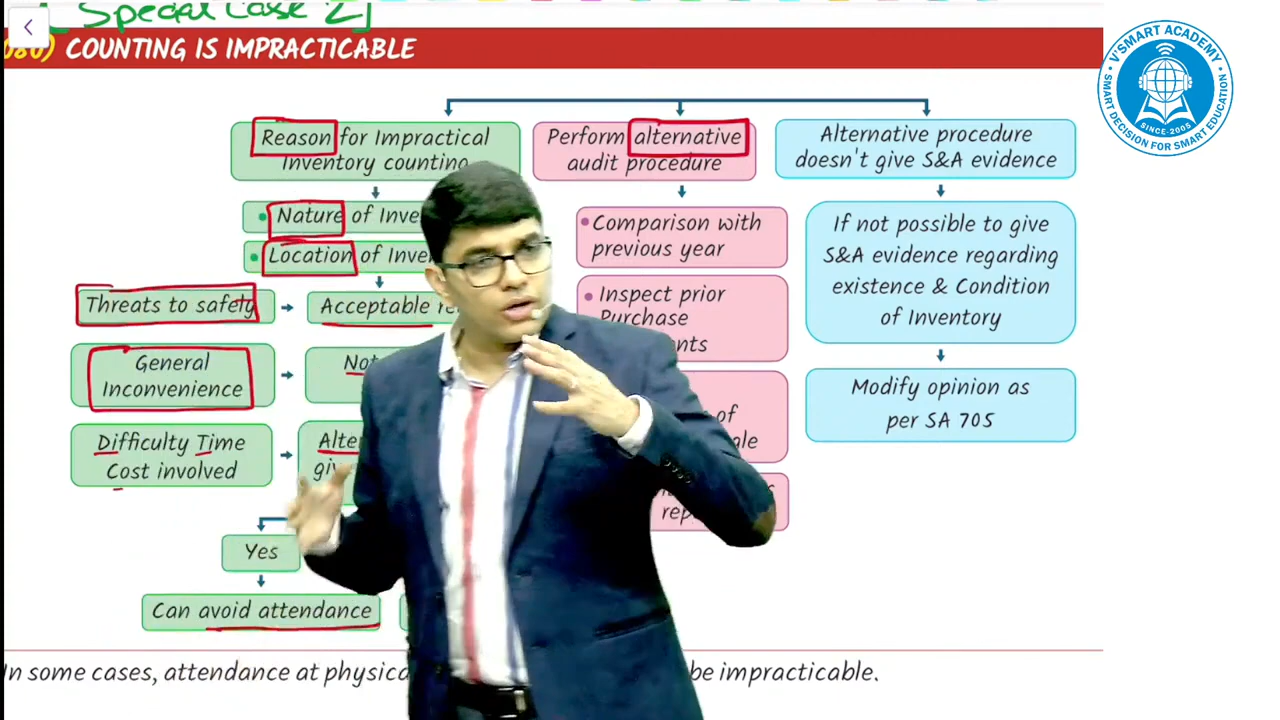 Special Case 2]
080) COUNTING IS IMPRACTICABLE
Reason for Impractical
Inventory counting
Nature of
Location of
Threats to safety
Acceptable
General
Inconvenience
Difficulty Time
Cost involved
Yes
Can avoid attendance
Perform alternative
audit procedure
Comparison with
previous year
Inspect prior
Purchase
of
Alternative procedure
doesn't give S&A evidence
If not possible to give
S&A evidence regarding
existence & Condition
of Inventory
Modify opinion as
per SA 705
In some cases, attendance at
be impracticable.
V'SMART ACADEMY
SMART DECISION FOR SMART EDUCATION
SINCE-2005